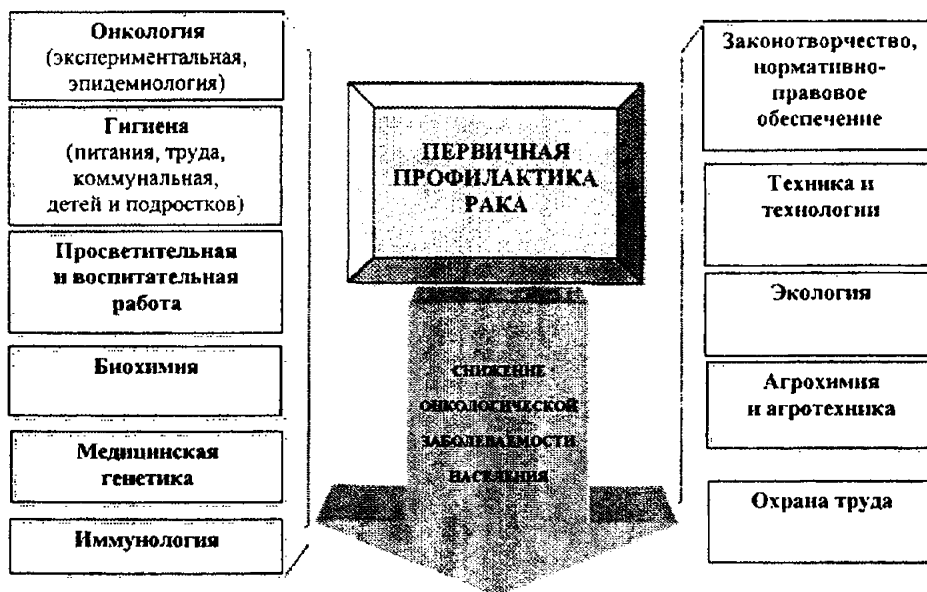 Онкология
(экспериментальная,
эпидемиология)
Гигиена
(питания, труда,
коммунальная,
детей и подростков)
Просветительная
и воспитательная
работа
Биохимия
Медицинская
генетика
Иммунология
ПЕРВИЧНАЯ
ПРОФИЛАКТИКА
РАКА
СНИЖЕНИЕ
ОНКОЛОГИЧЕСКОЙ
ЗАБОЛЕВАЕМОСТИ
НАСЕЛЕНИЯ
Законотворчество,
нормативно-
правовое
обеспечение
Техника и
технологии
Экология
Агрохимия
и агротехника
Охрана труда